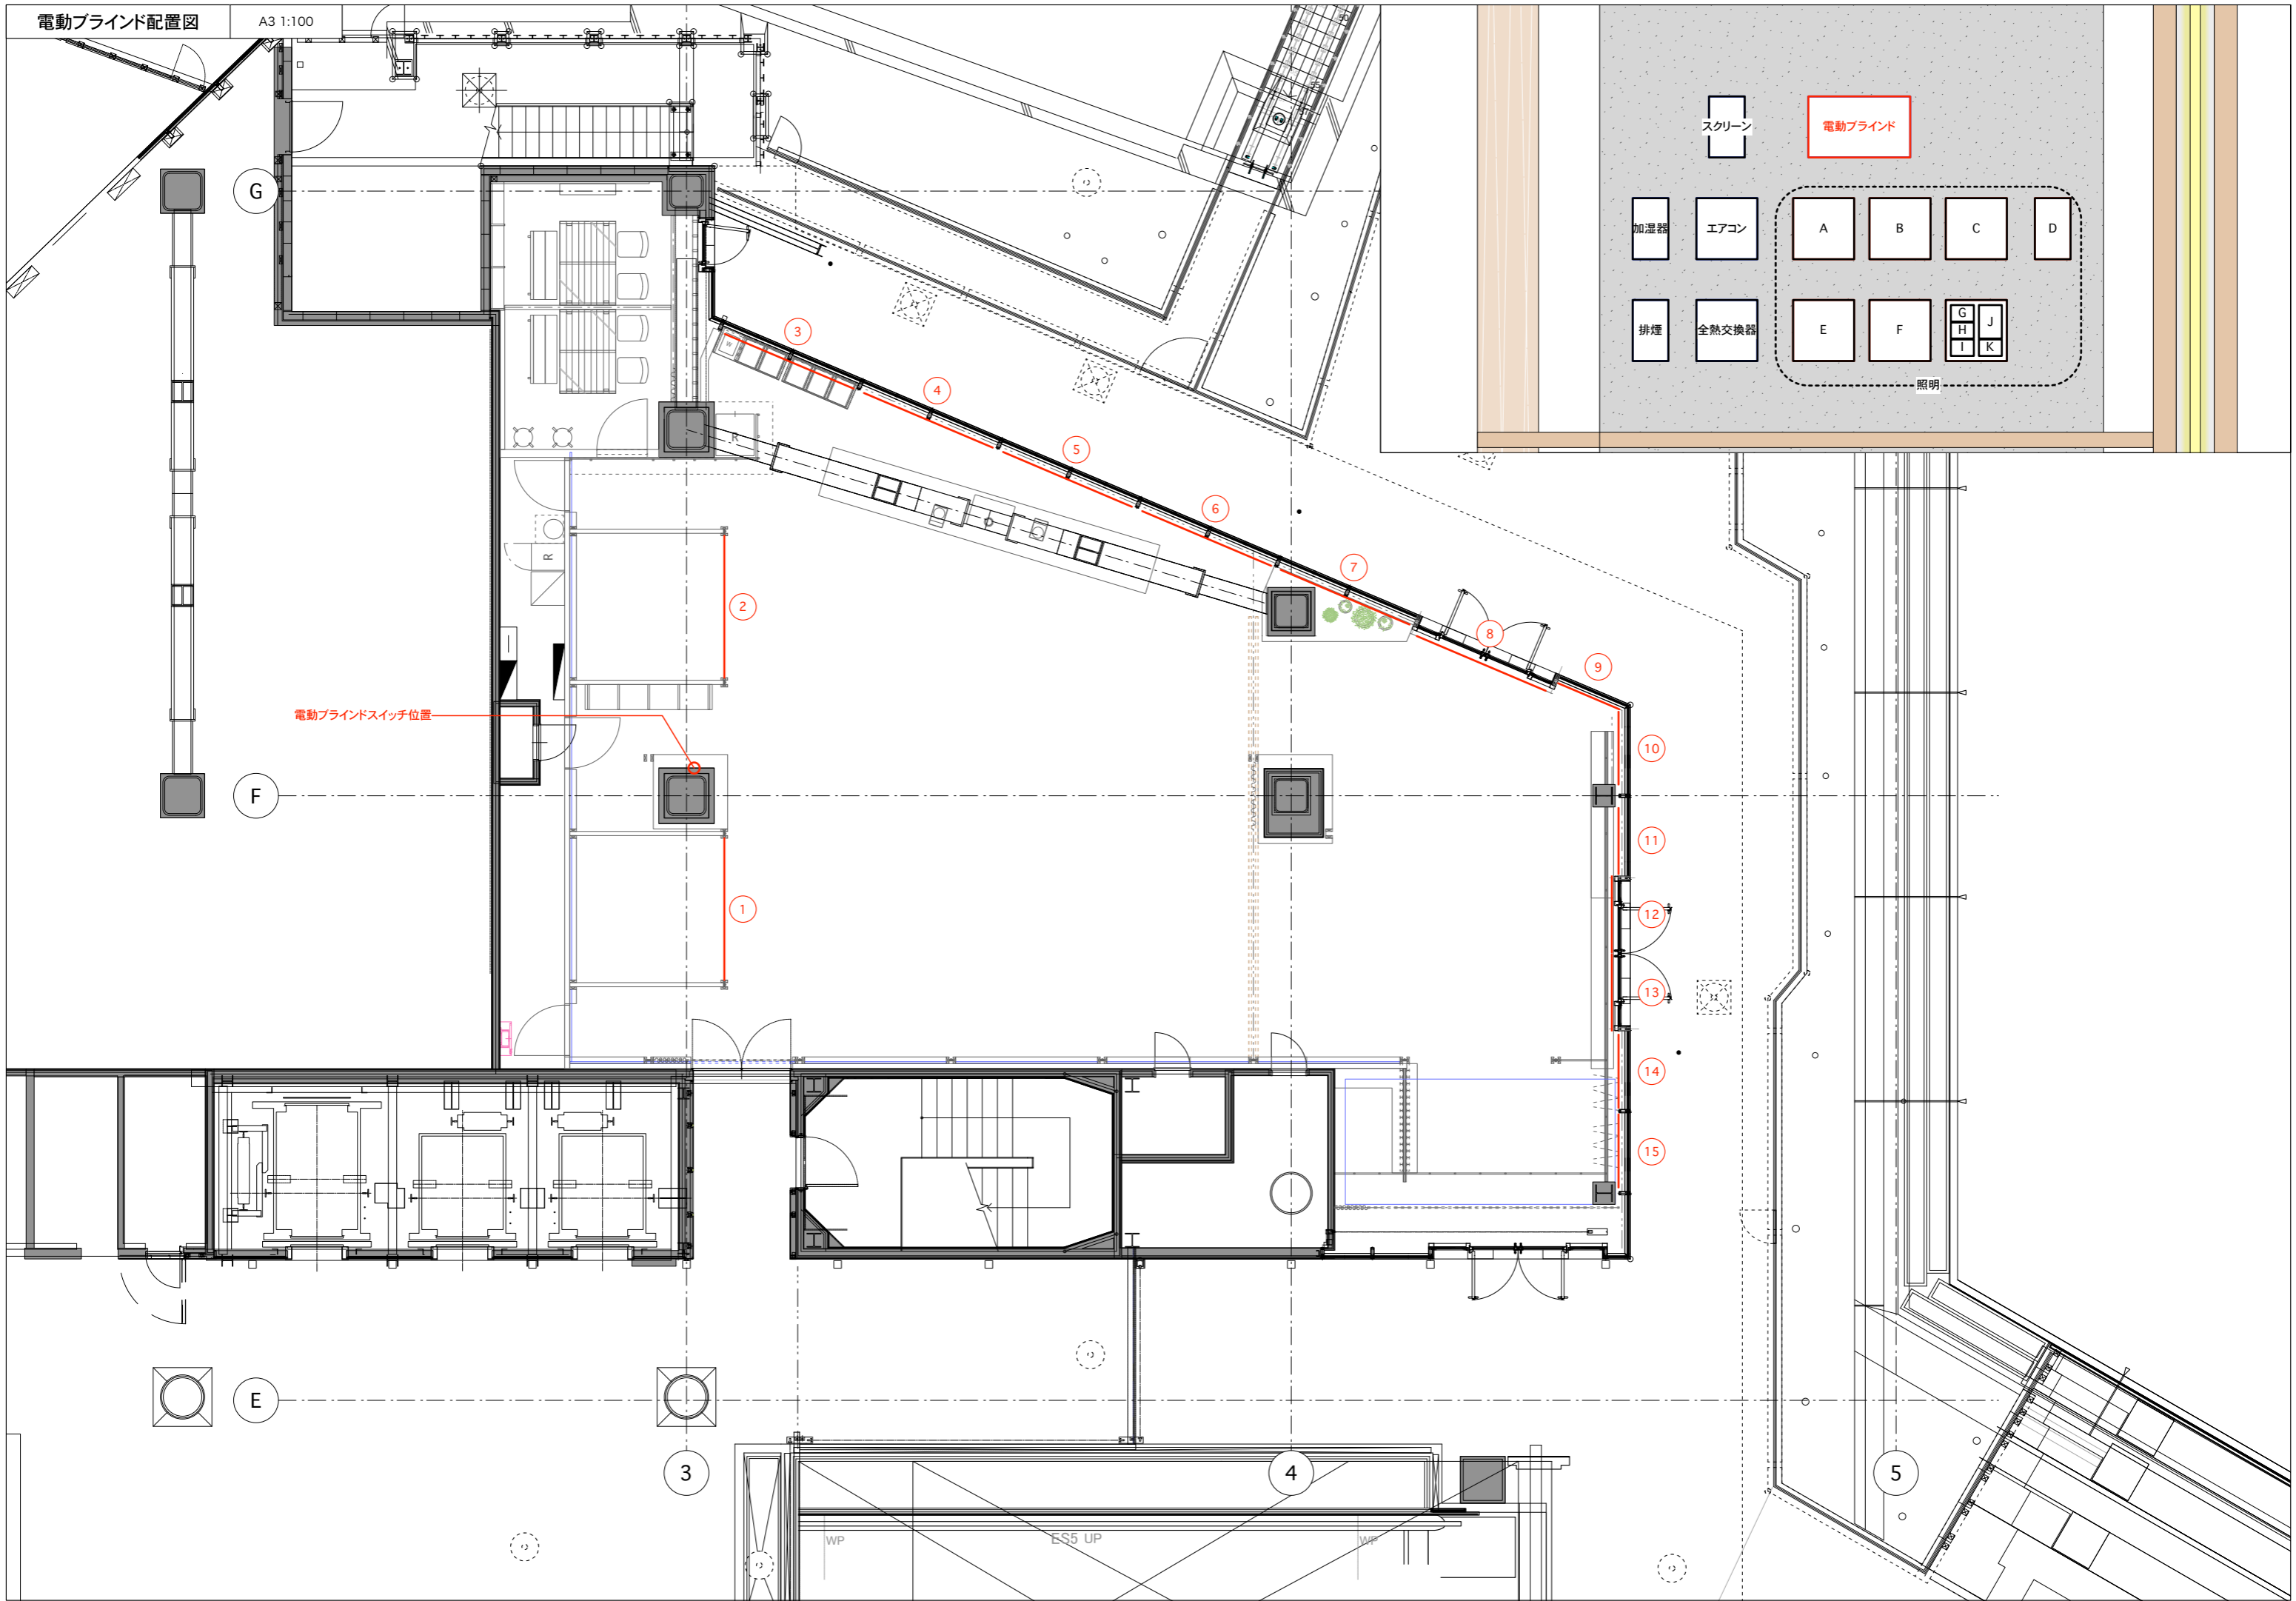 電動ブラインド配置図
A3 1:100
スクリーン
電動ブラインド
加湿器
エアコン
A
B
C
D
排煙
全熱交換器
E
F
G
H
I
J
K
照明
G
3
4
R
5
6
R
7
2
8
9
電動ブラインドスイッチ位置
10
F
11
1
12
13
14
15
E
3
4
5
WP
ES5 UP
WP